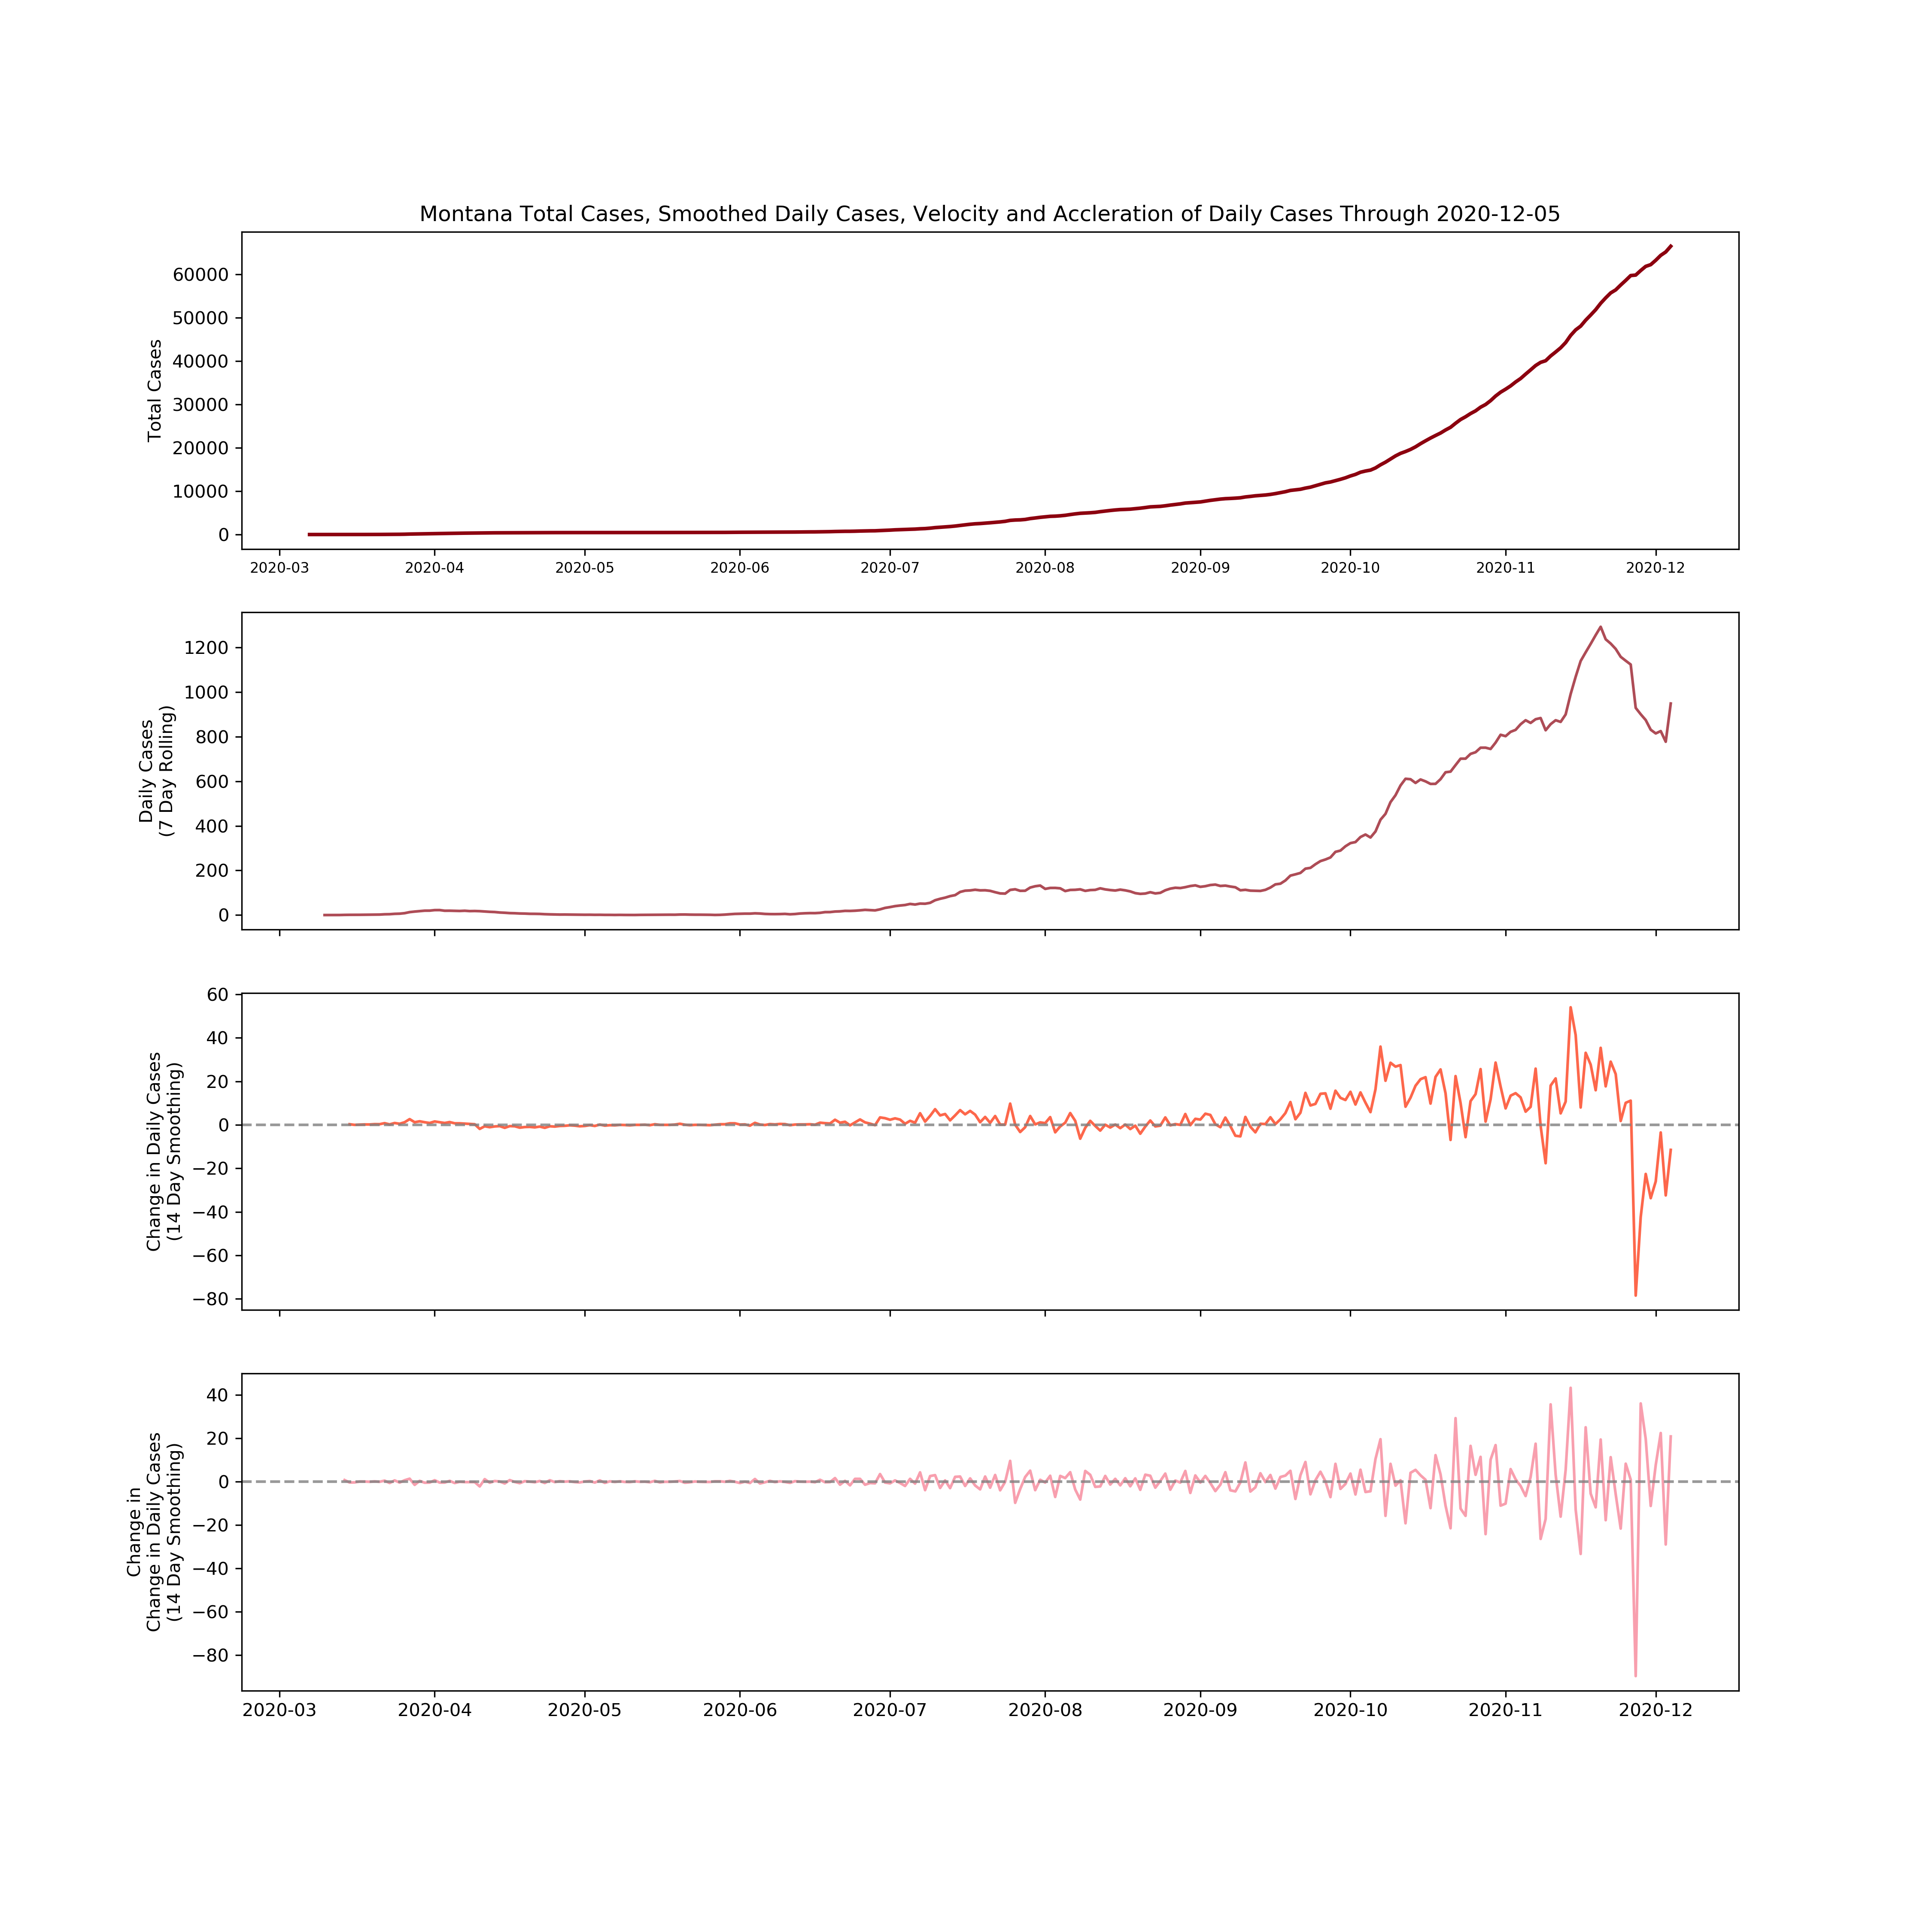 Montana Total Cases, Smoothed Daily Cases, Velocity and Accleration of Daily Cases Through 2020-12-05
Total Cases
60000
50000
40000
30000
20000
10000
0
2020-03 2020-04 2020-05 2020-06 2020-07 2020-08 2020-09 2020-10 2020-11 2020-12
Daily Cases
(7 Day Rolling)
1200
1000
800
600
400
200
0
Change in Daily Cases
(14 Day Smoothing)
60
40
20
0
−20
−40
−60
−80
Change in
Change in Daily Cases
(14 Day Smoothing)
40
20
0
−20
−40
−60
−80
2020-03 2020-04 2020-05 2020-06 2020-07 2020-08 2020-09 2020-10 2020-11 2020-12